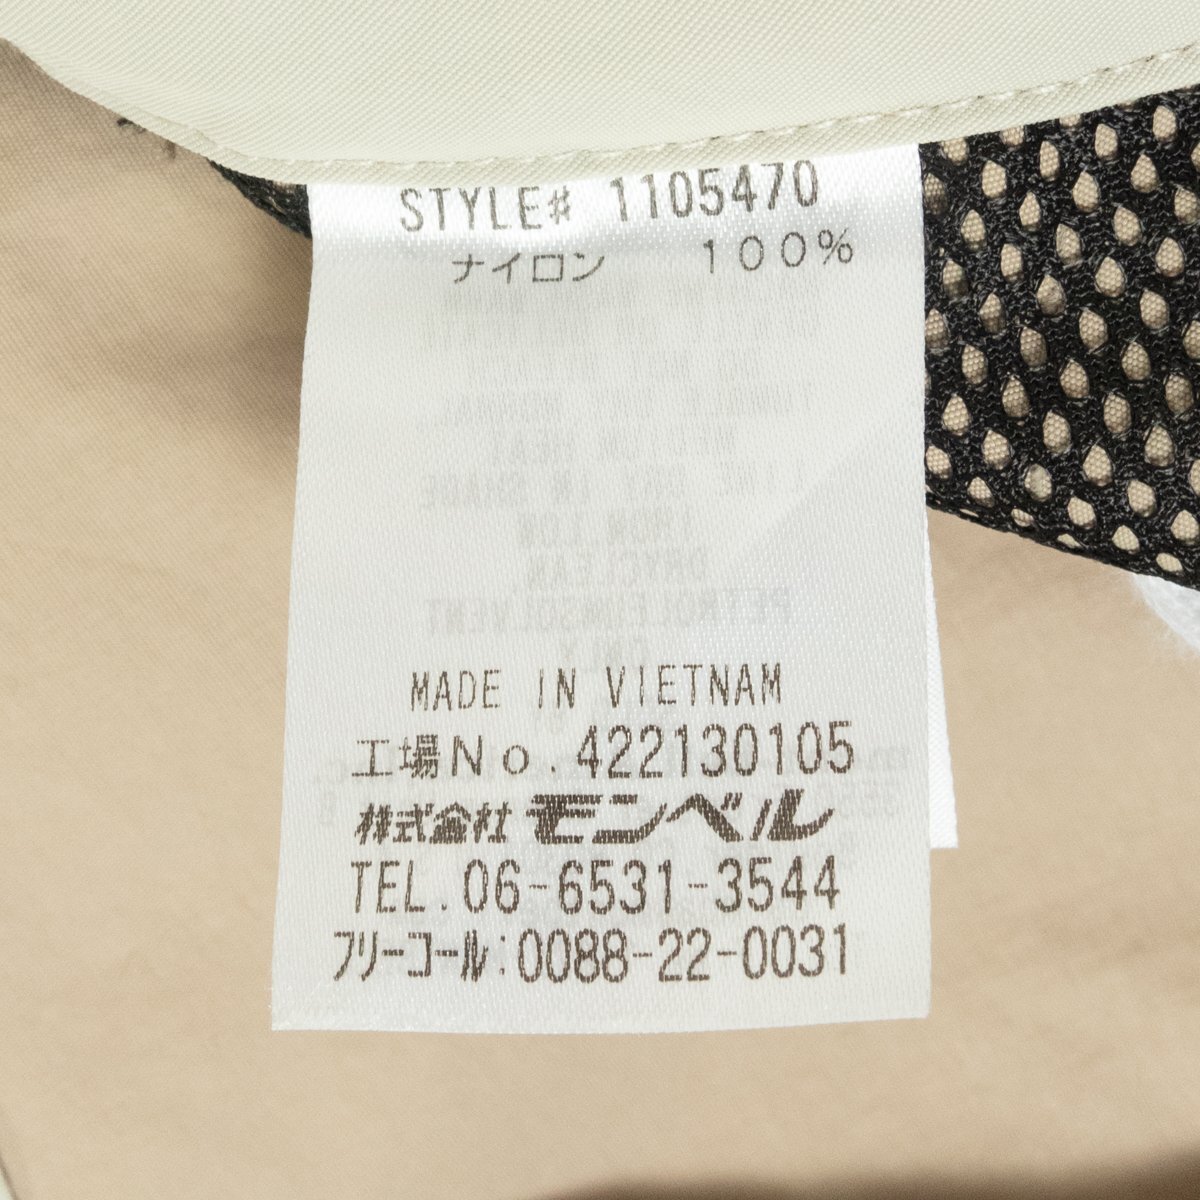 STYLE# 1105470
ナイロン 100%
MADE IN VIETNAM
工場No. 422130105
株式会社 モンベル
TEL. 06-6531-3544
フリーコール:0088-22-0031